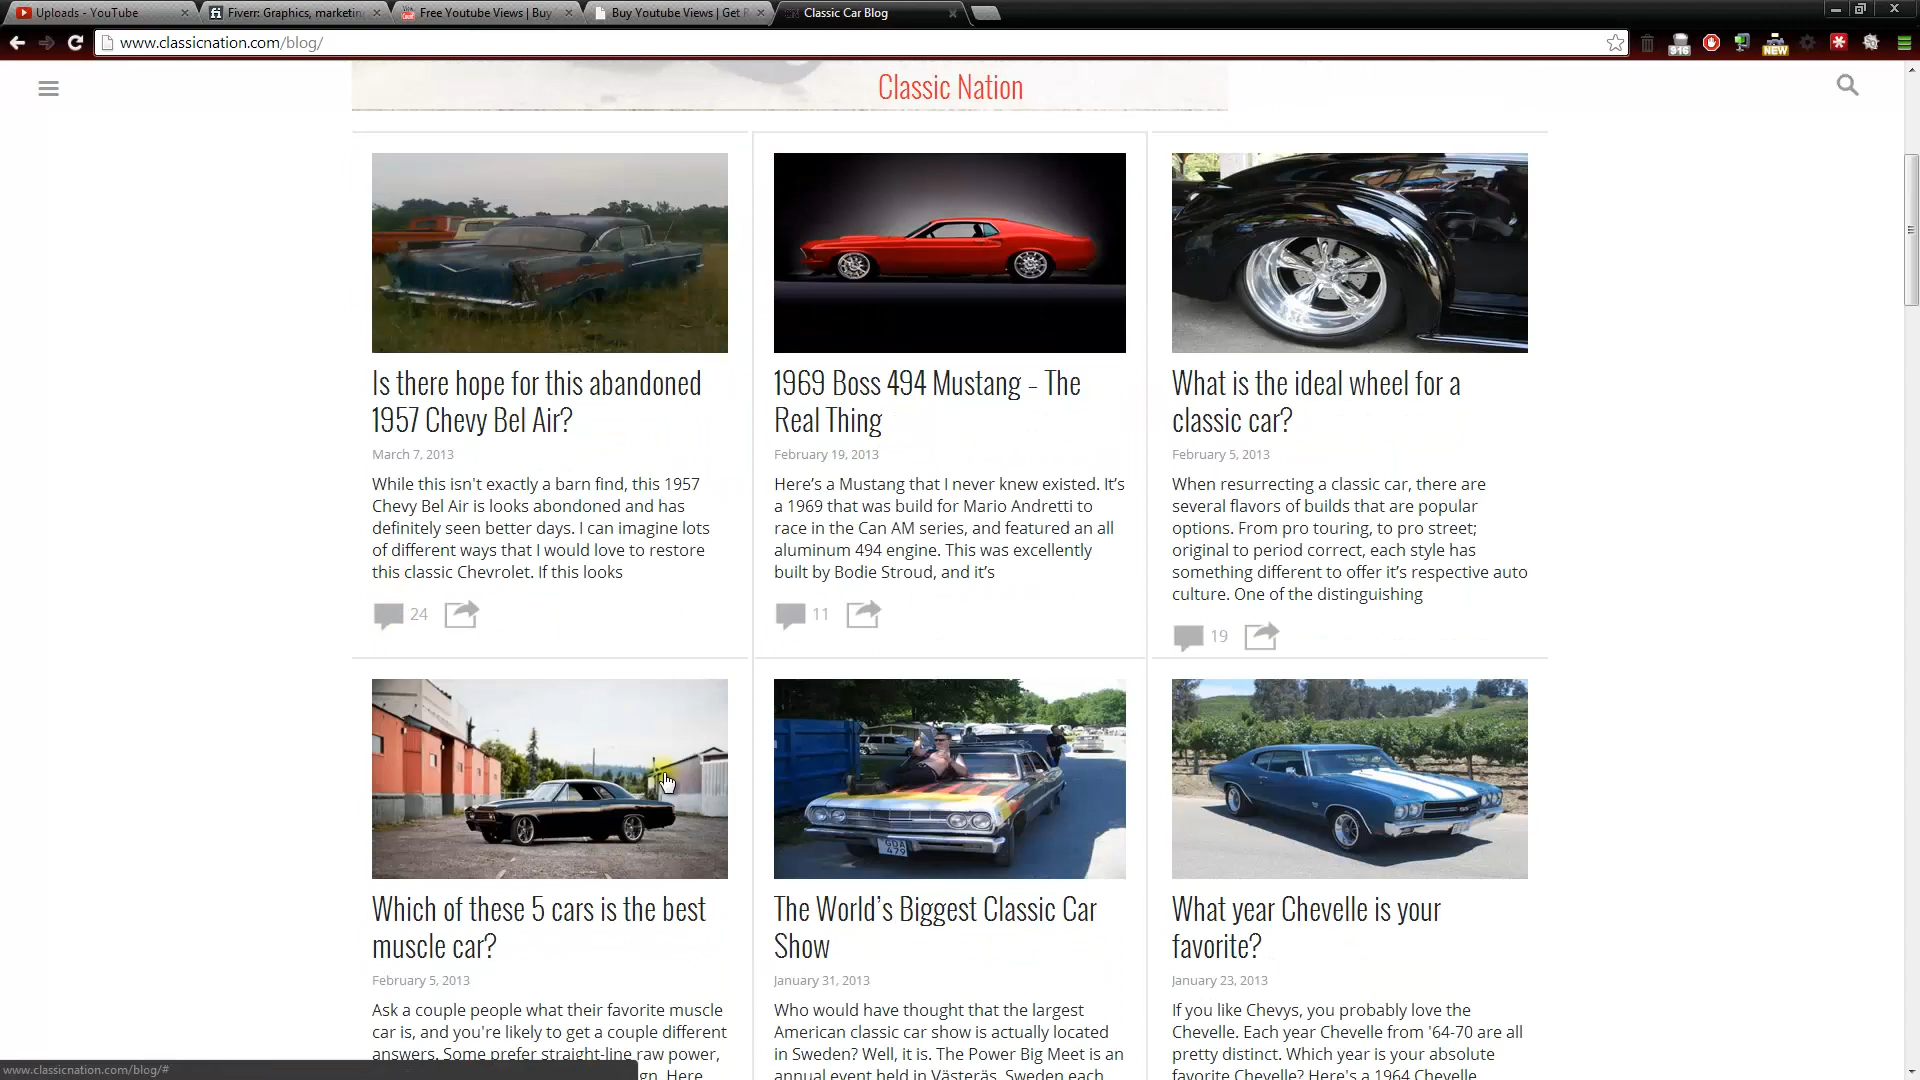 Uploads - YouTube
Fiverr: Graphics, marketin
Free Youtube Views | Buy
Buy Youtube Views | Get R
Classic Car Blog
www.classicnation.com/blog/
916
NEW
Classic Nation
Is there hope for this abandoned
1957 Chevy Bel Air?
March 7, 2013
While this isn't exactly a barn find, this 1957
Chevy Bel Air is looks abondoned and has
definitely seen better days. I can imagine lots
of different ways that I would love to restore
this classic Chevrolet. If this looks
24
1969 Boss 494 Mustang – The
Real Thing
February 19, 2013
Here’s a Mustang that I never knew existed. It’s
a 1969 that was build for Mario Andretti to
race in the Can AM series, and featured an all
aluminum 494 engine. This was excellently
built by Bodie Stroud, and it’s
11
What is the ideal wheel for a
classic car?
February 5, 2013
When resurrecting a classic car, there are
several flavors of builds that are popular
options. From pro touring, to pro street;
original to period correct, each style has
something different to offer it’s respective auto
culture. One of the distinguishing
19
Which of these 5 cars is the best
muscle car?
February 5, 2013
Ask a couple people what their favorite muscle
car is, and you're likely to get a couple different
answers. Some prefer straight-line raw power,
gn. Here
GDA
479
The World’s Biggest Classic Car
Show
January 31, 2013
Who would have thought that the largest
American classic car show is actually located
in Sweden? Well, it is. The Power Big Meet is an
annual event held in Västerås, Sweden each
What year Chevelle is your
favorite?
January 23, 2013
If you like Chevys, you probably love the
Chevelle. Each year Chevelle from '64-70 are all
pretty distinct. Which year is your absolute
favorite Chevelle? Here's a 1964 Chevelle
www.classicnation.com/blog/#